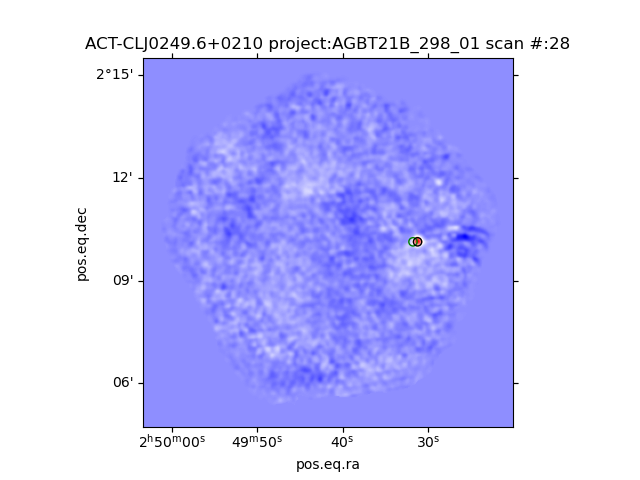 ACT-CLJ0249.6+0210 project:AGBT21B_298_01 scan #:28
2°15'
12'
09'
06'
pos.eq.dec
2ʰ50ᵐ00ˢ 49ᵐ50ˢ 40ˢ 30ˢ
pos.eq.ra